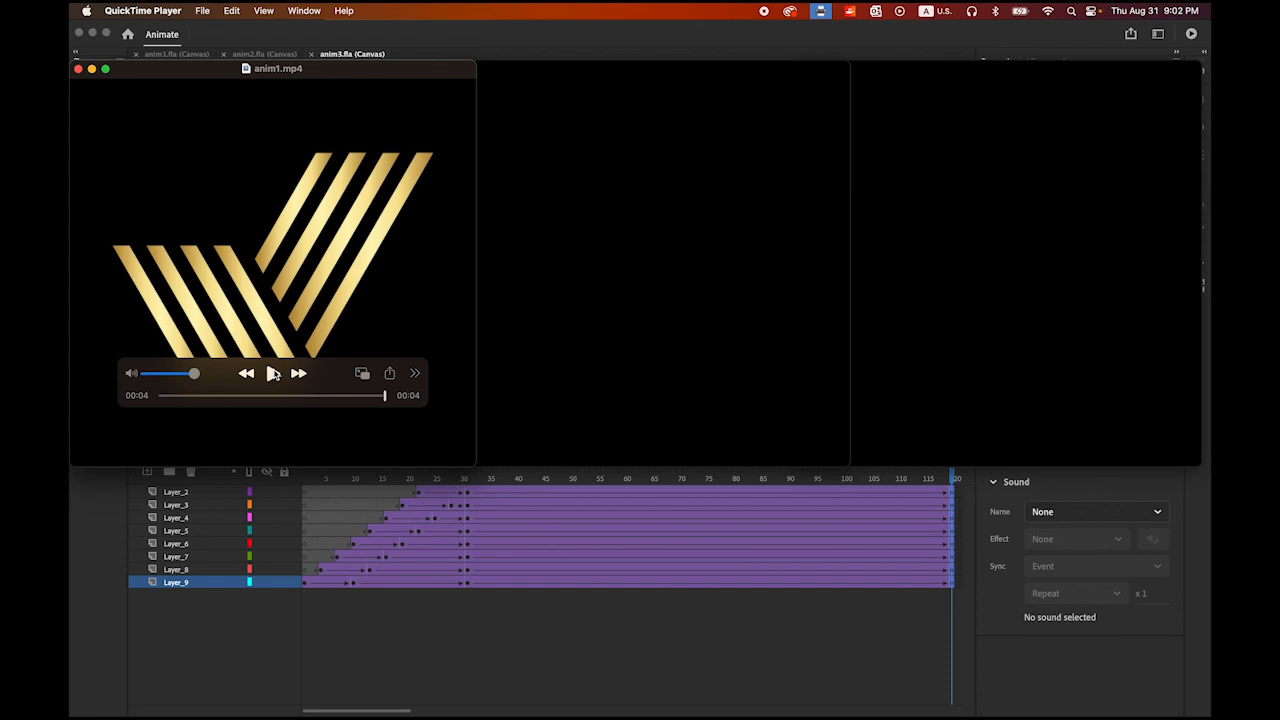 QuickTime Player File Edit View Window Help A U.S. Thu Aug 31 9:02 PM
Animate
anim1.fla (Canvas) anim2.fla (Canvas) anim3.fla (Canvas)
anim1.mp4
00:04 00:04
5 10 15 20 25 30 35 40 45 50 55 60 65 70 75 80 85 90 95 100 105 110 115 120
Layer_2
Layer_3
Layer_4
Layer_5
Layer_6
Layer_7
Layer_8
Layer_9
Sound
Name None
Effect None
Sync Event
Repeat x 1
No sound selected